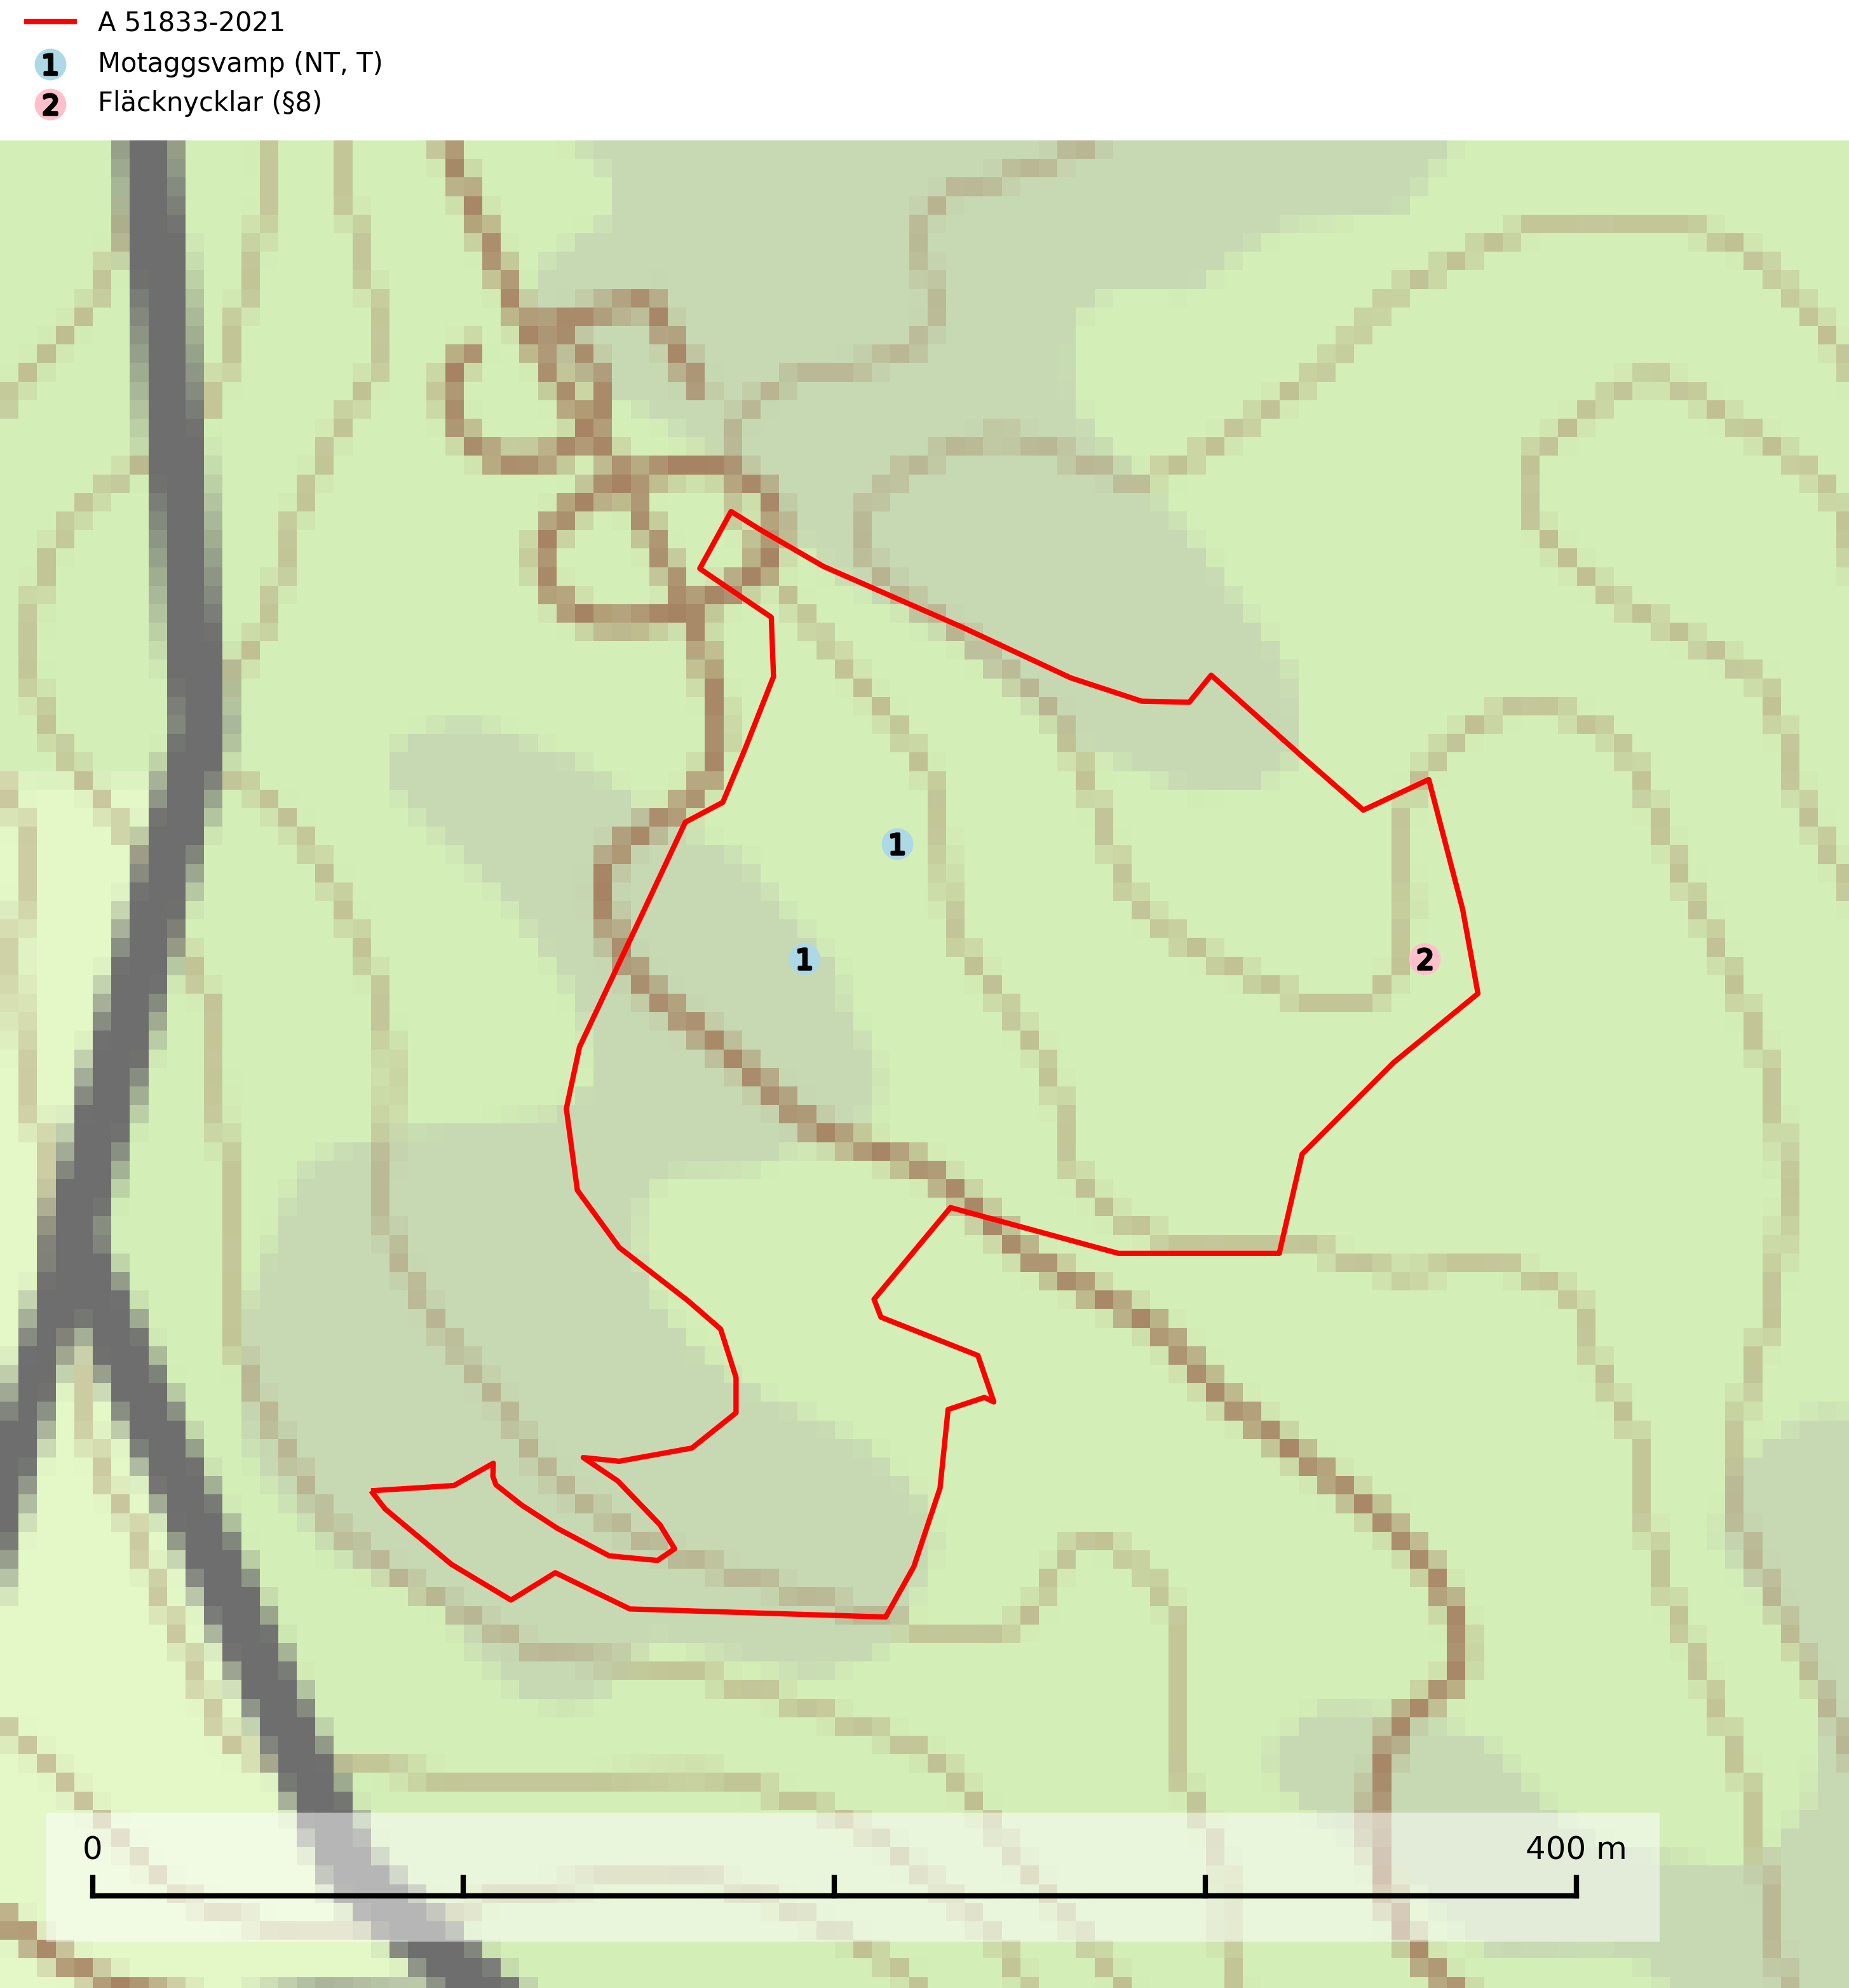 A 51833-2021
1 Motaggsvamp (NT, T)
2 Fläcknycklar (§8)
1
1
2
0 400 m